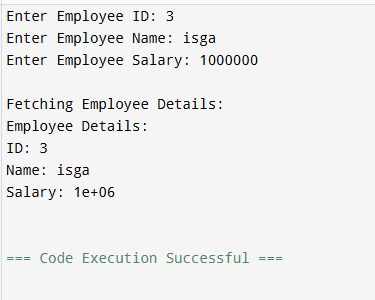 Enter Employee ID: 3
Enter Employee Name: isga
Enter Employee Salary: 1000000
Fetching Employee Details:
Employee Details:
ID: 3
Name: isga
Salary: 1e+06
=== Code Execution Successful ===